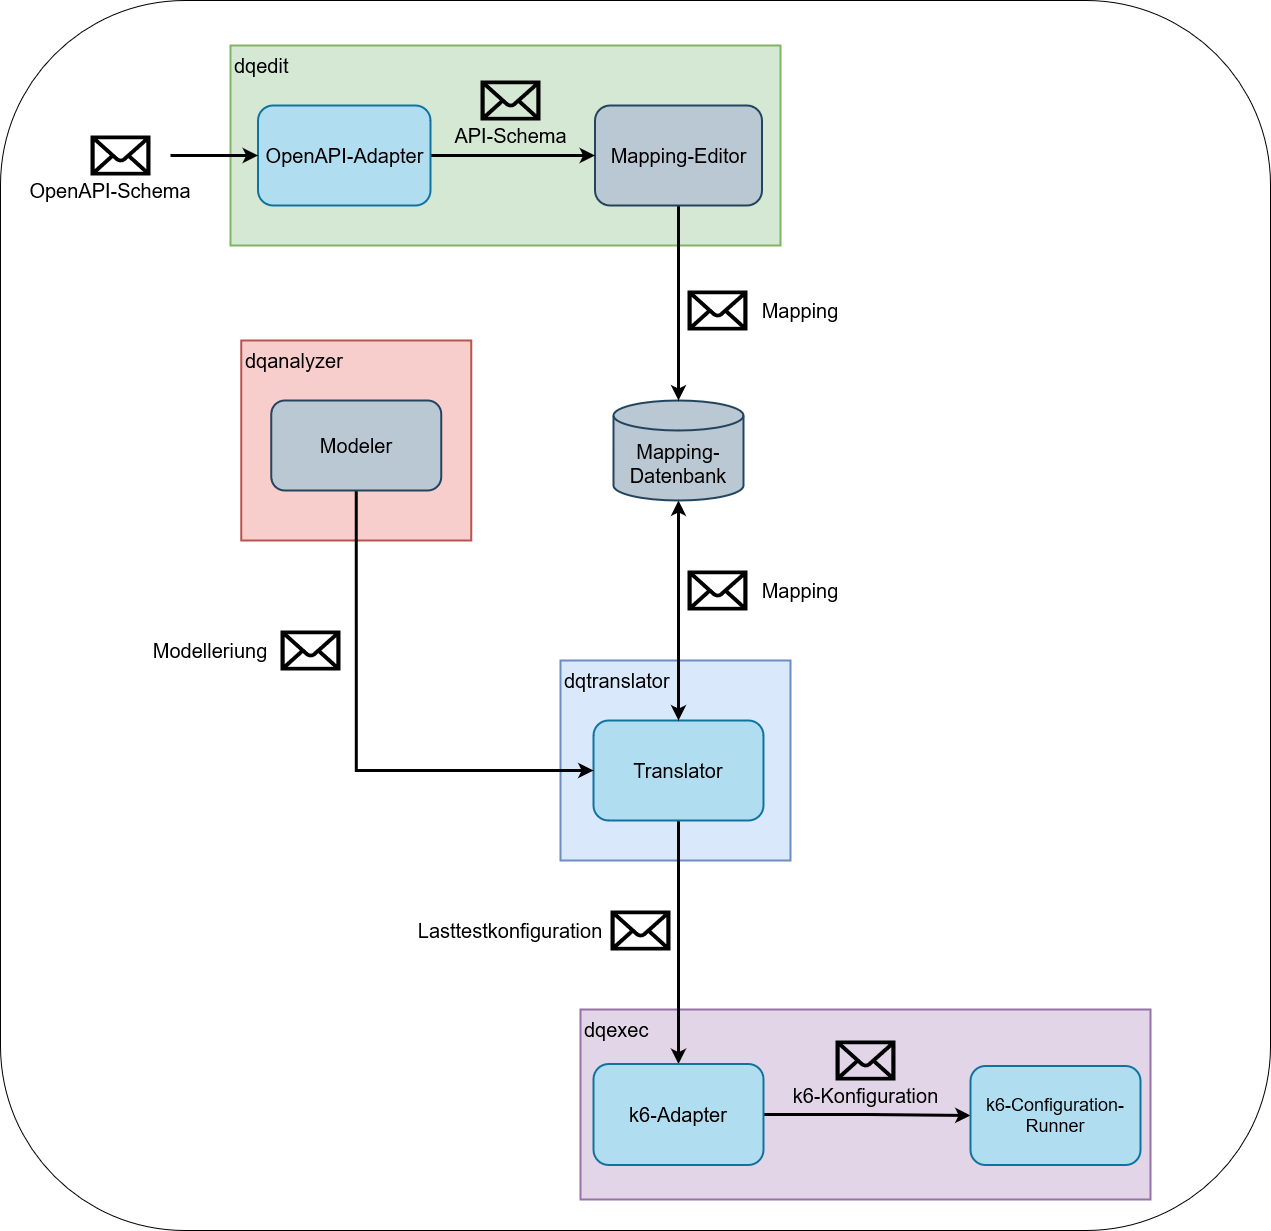 dqedit
OpenAPI-Schema
OpenAPI-Adapter
API-Schema
Mapping-Editor
Mapping
dqanalyzer
Modeler
Mapping-
Datenbank
Mapping
Modelleriung
dqtranslator
Translator
Lasttestkonfiguration
dqexec
k6-Adapter
k6-Konfiguration
k6-Configuration-
Runner